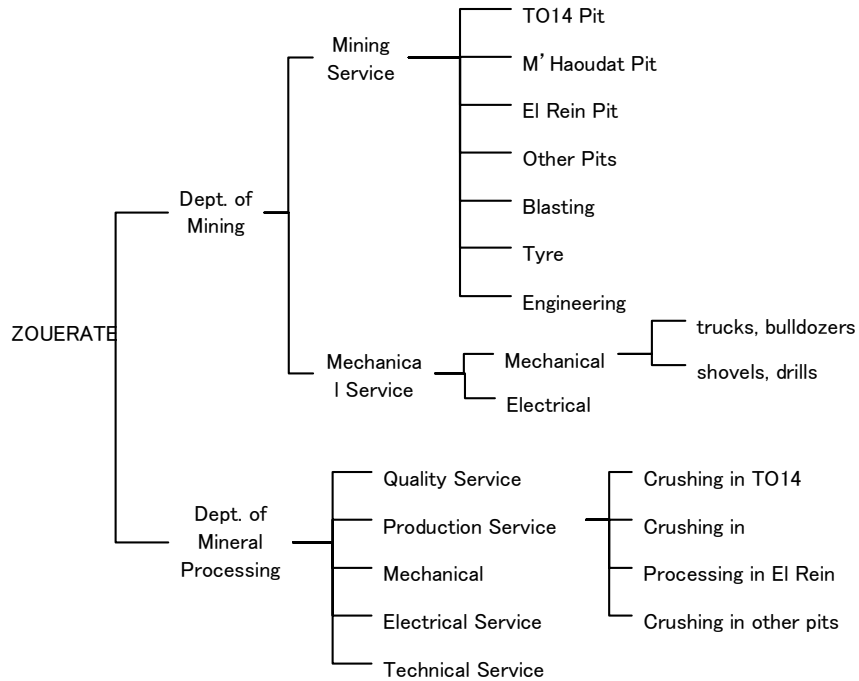 ZOUERATE
Dept. of
Mining
Mining
Service
TO14 Pit
M'Haoudat Pit
El Rein Pit
Other Pits
Blasting
Tyre
Engineering
Mechanica
l Service
Mechanical
trucks, bulldozers
shovels, drills
Electrical
Dept. of
Mineral
Processing
Quality Service
Production Service
Crushing in TO14
Crushing in
Processing in El Rein
Crushing in other pits
Mechanical
Electrical Service
Technical Service